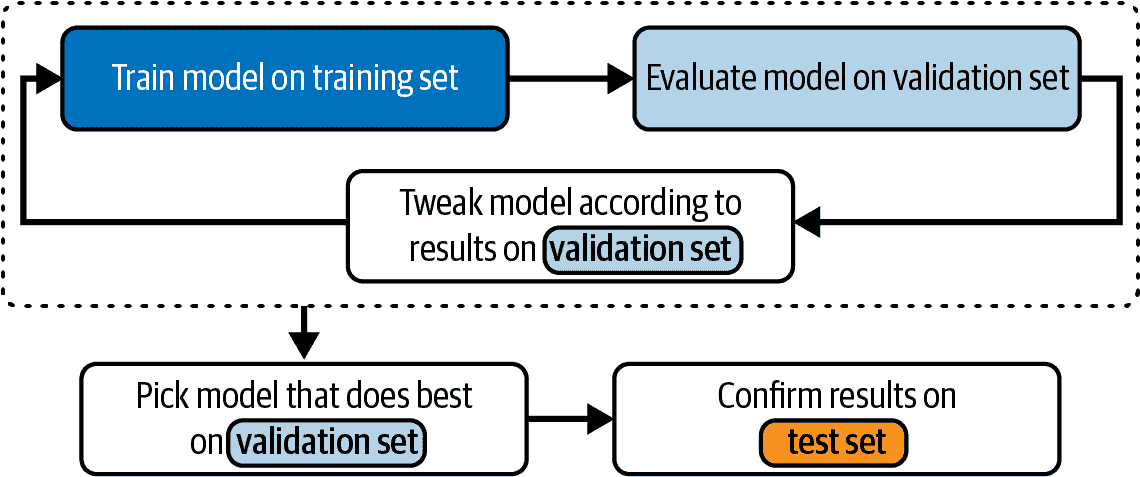 Train model on training set
Evaluate model on validation set
Tweak model according to
results on validation set
Pick model that does best
on validation set
Confirm results on
test set